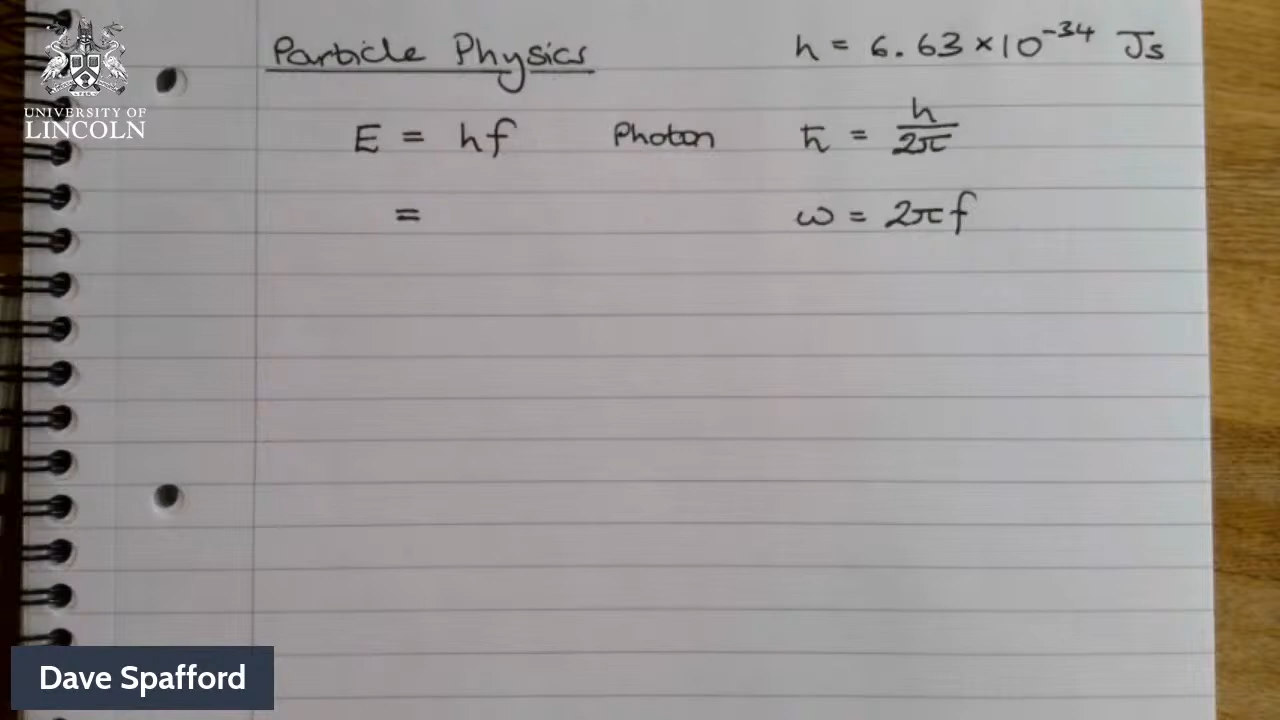 UNIVERSITY OF
LINCOLN
Particle Physics
h = 6.63 × 10⁻³⁴ Js
E = hf Photon ℏ = h/2π
= ω = 2πf
Dave Spafford